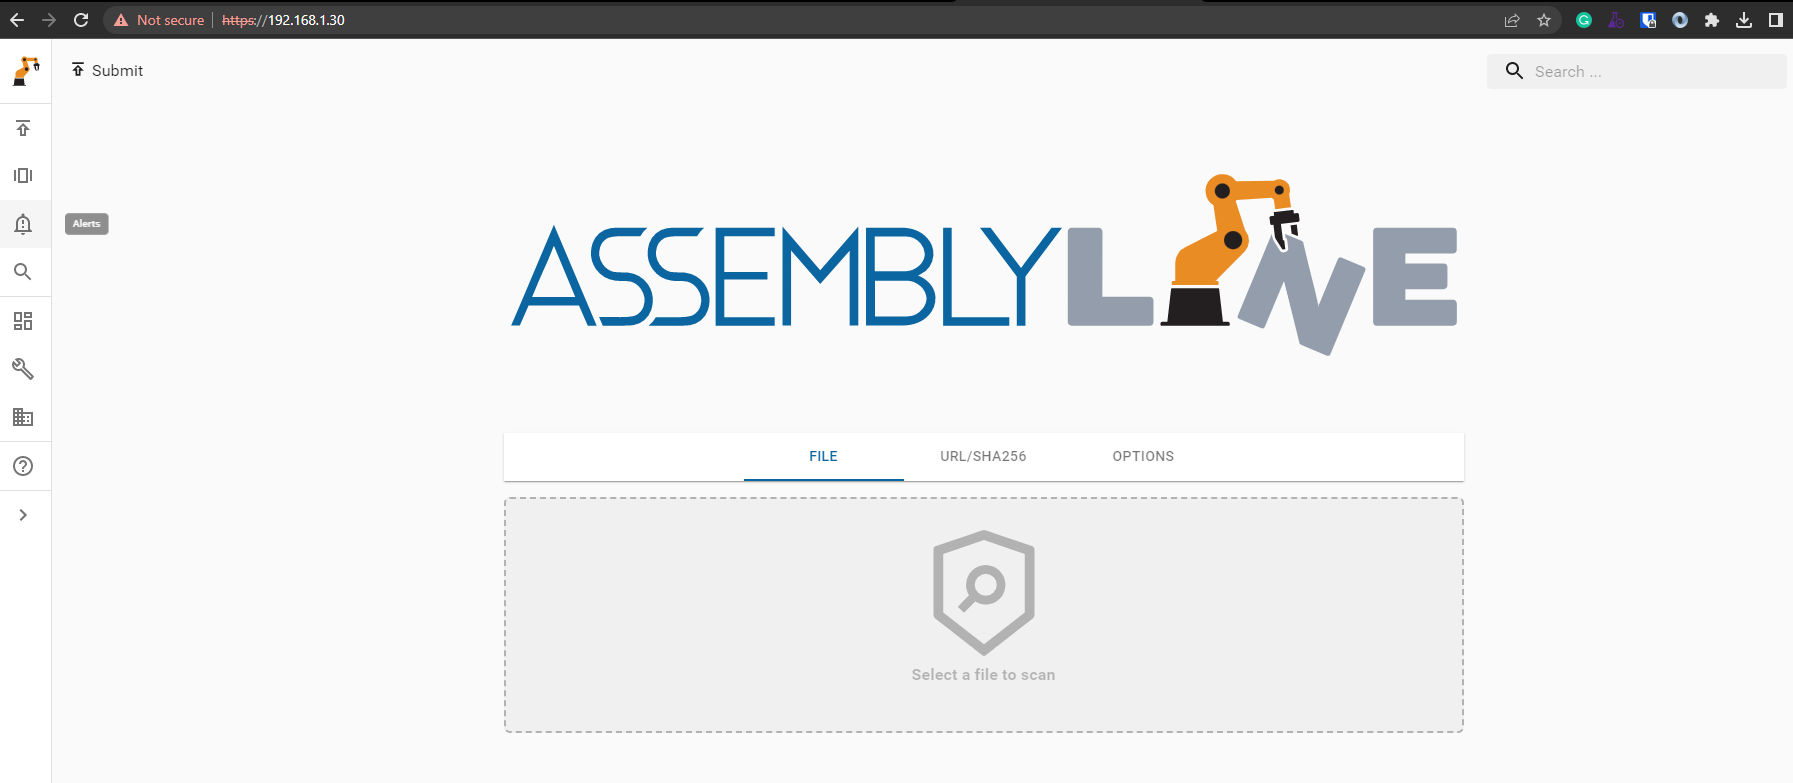 Not secure | https://192.168.1.30
Submit
Search ...
Alerts
ASSEMBLYLINE
FILE
URL/SHA256
OPTIONS
Select a file to scan